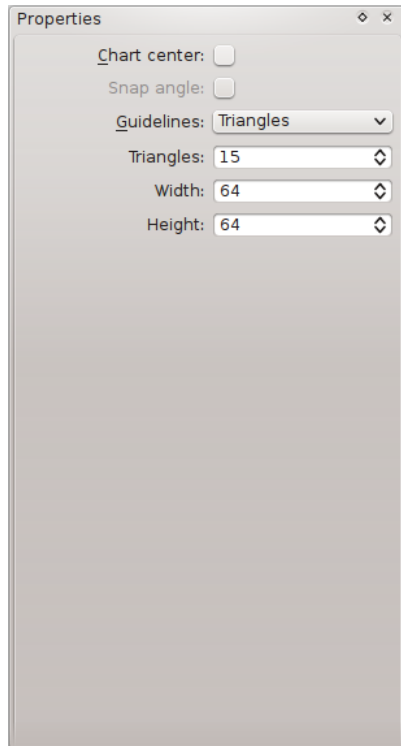 Properties
Chart center:
Snap angle:
Guidelines: Triangles
Triangles: 15
Width: 64
Height: 64